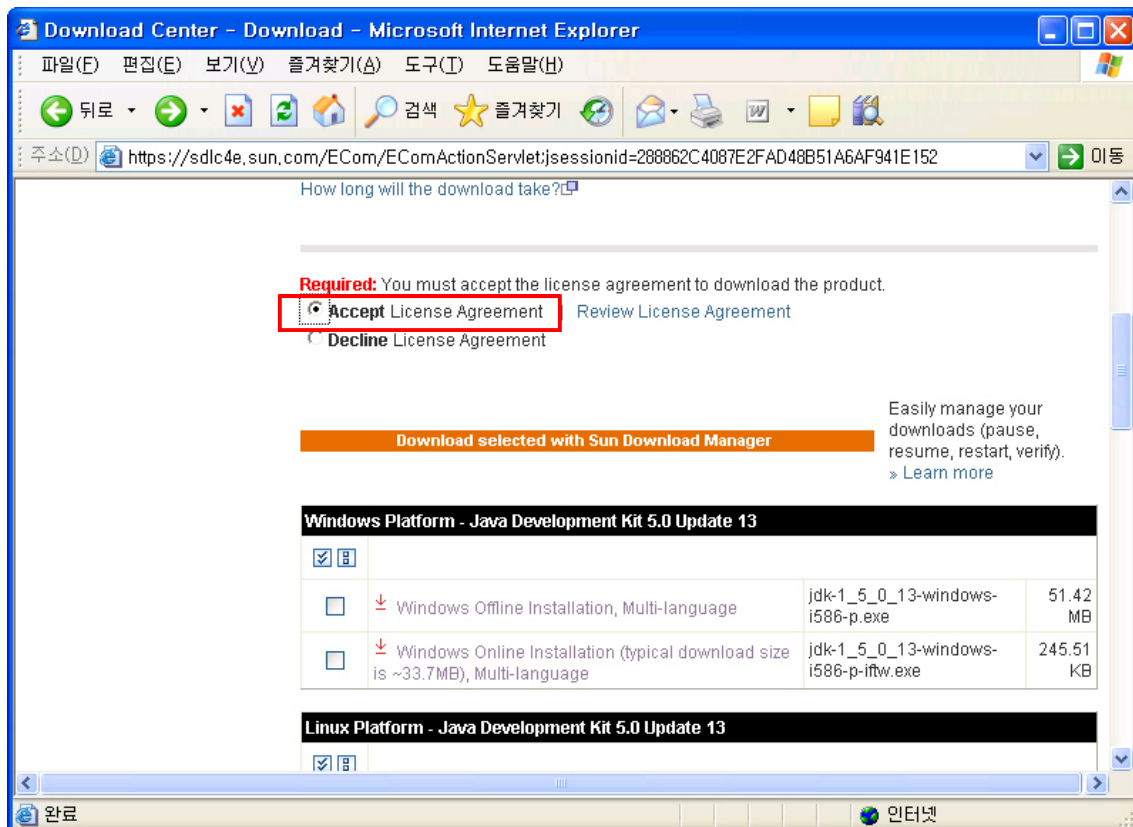 Download Center - Download - Microsoft Internet Explorer
파일(F) 편집(E) 보기(V) 즐겨찾기(A) 도구(T) 도움말(H)
뒤로 검색 즐겨찾기
주소(D) https://sdlc4e.sun.com/ECom/EComActionServlet;jsessionid=288862C4087E2FAD48B51A6AF941E152 이동
How long will the download take?
Required: You must accept the license agreement to download the product.
Accept License Agreement | Review License Agreement
Decline License Agreement
Easily manage your
downloads (pause,
resume, restart, verify).
» Learn more
Download selected with Sun Download Manager
Windows Platform - Java Development Kit 5.0 Update 13
Windows Offline Installation, Multi-language
jdk-1_5_0_13-windows-
i586-p.exe
51.42
MB
Windows Online Installation (typical download size
is ~33.7MB), Multi-language
jdk-1_5_0_13-windows-
i586-p-iftw.exe
245.51
KB
Linux Platform - Java Development Kit 5.0 Update 13
완료 인터넷